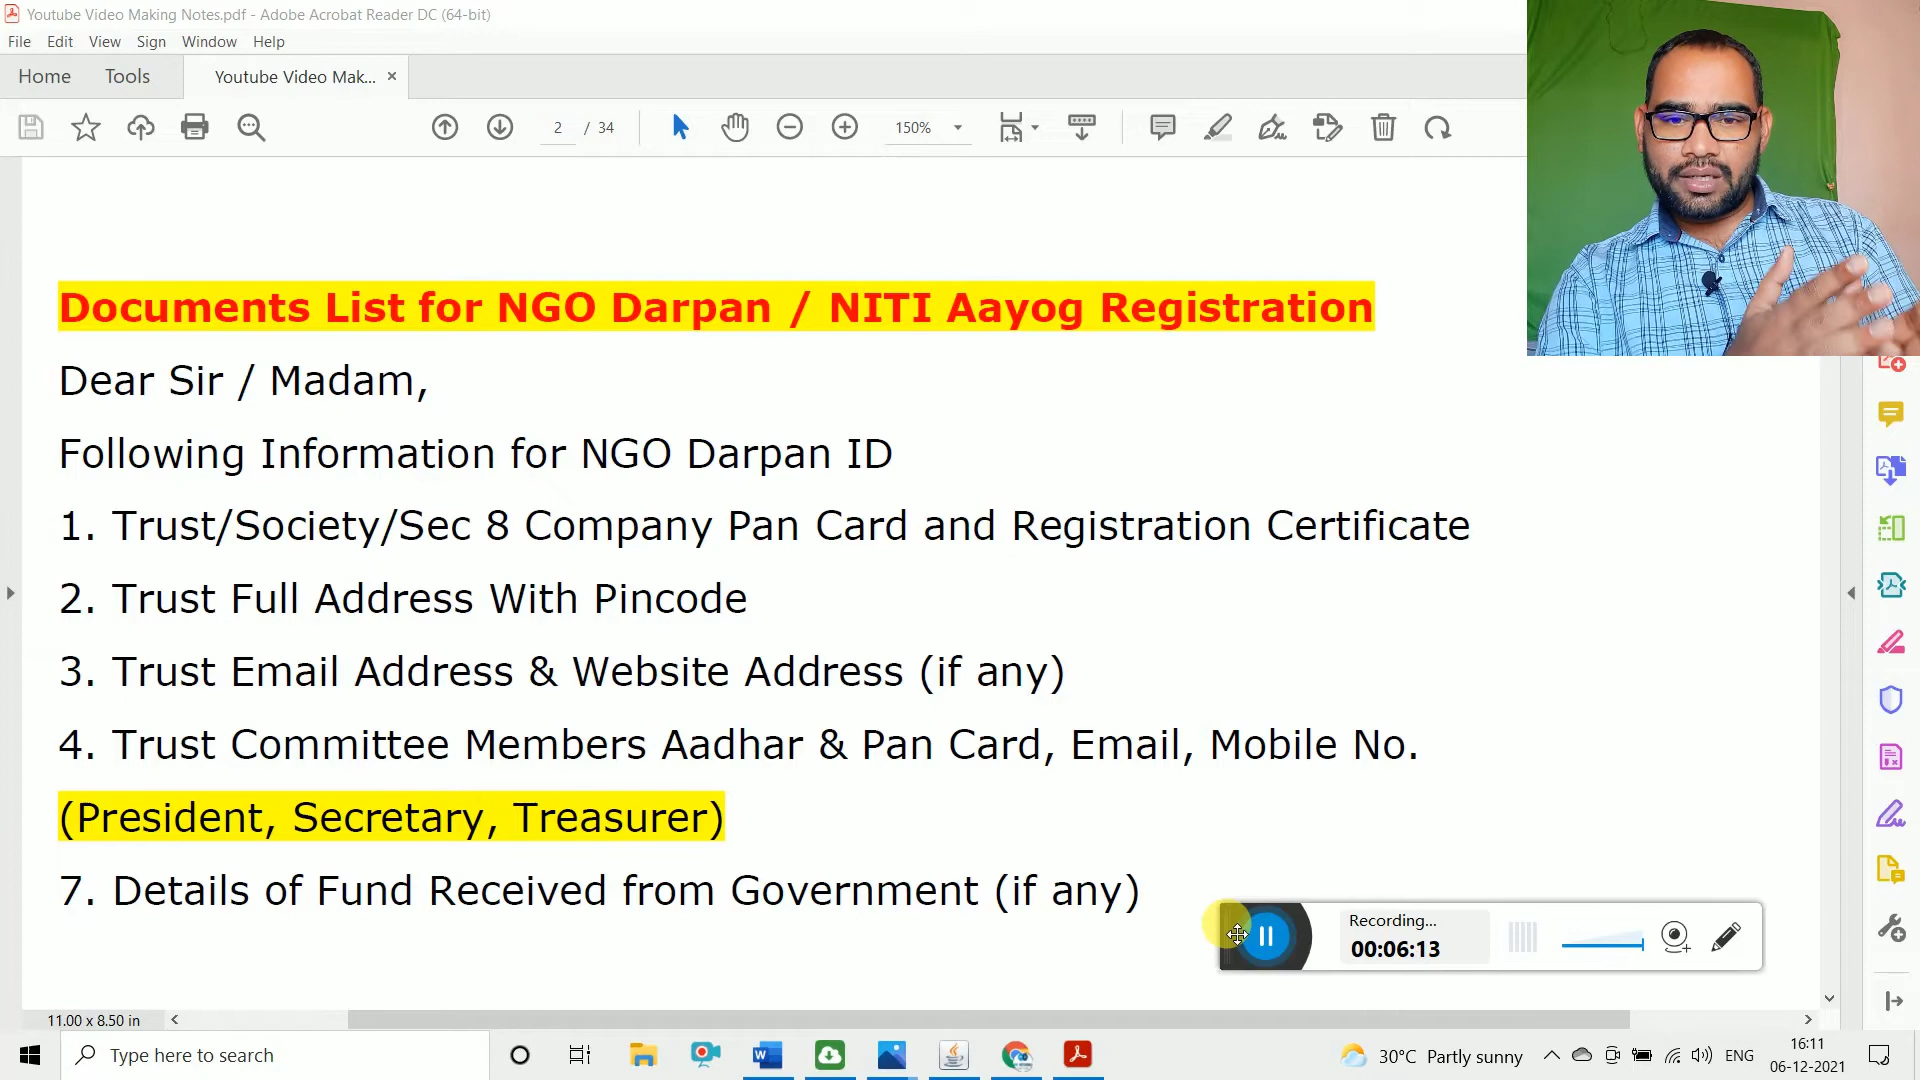 Youtube Video Making Notes.pdf - Adobe Acrobat Reader DC (64-bit)
File Edit View Sign Window Help
Home Tools Youtube Video Mak... ×
2 / 34 150%
Documents List for NGO Darpan / NITI Aayog Registration
Dear Sir / Madam,
Following Information for NGO Darpan ID
1. Trust/Society/Sec 8 Company Pan Card and Registration Certificate
2. Trust Full Address With Pincode
3. Trust Email Address & Website Address (if any)
4. Trust Committee Members Aadhar & Pan Card, Email, Mobile No.
(President, Secretary, Treasurer)
7. Details of Fund Received from Government (if any)
Recording...
00:06:13
11.00 x 8.50 in
Type here to search
30°C Partly sunny
ENG
16:11
06-12-2021